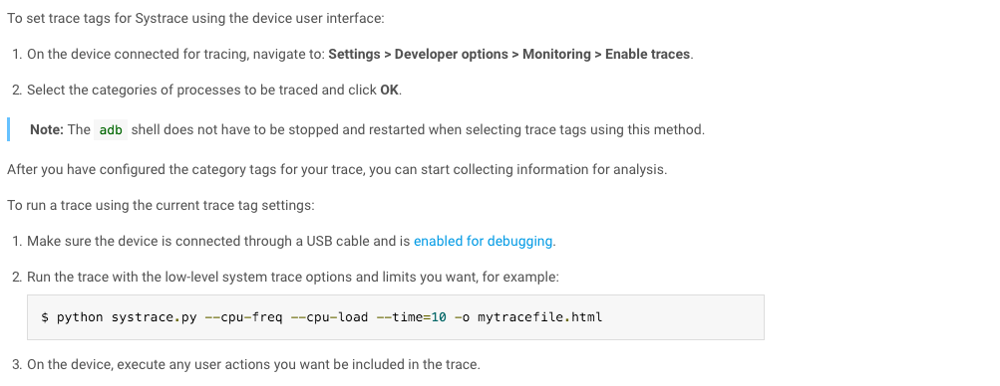 To set trace tags for Systrace using the device user interface:
1. On the device connected for tracing, navigate to: Settings > Developer options > Monitoring > Enable traces.
2. Select the categories of processes to be traced and click OK.
Note: The adb shell does not have to be stopped and restarted when selecting trace tags using this method.
After you have configured the category tags for your trace, you can start collecting information for analysis.
To run a trace using the current trace tag settings:
1. Make sure the device is connected through a USB cable and is enabled for debugging.
2. Run the trace with the low-level system trace options and limits you want, for example:
$ python systrace.py --cpu-freq --cpu-load --time=10 -o mytracefile.html
3. On the device, execute any user actions you want be included in the trace.